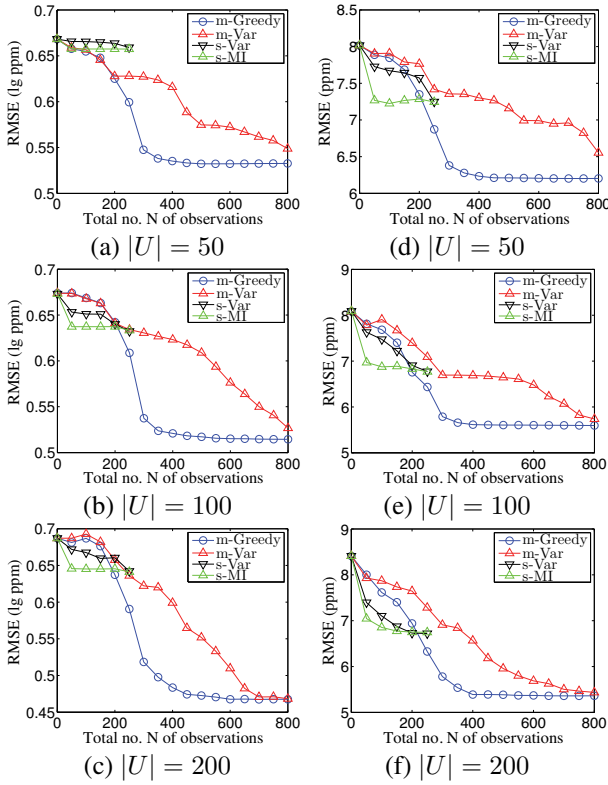 0.7
0.65
0.6
0.55
0.5
RMSE (lg ppm)
m-Greedy
m-Var
s-Var
s-MI
0 200 400 600 800
Total no. N of observations
(a) |U| = 50
8.5
8
7.5
7
6.5
6
RMSE (ppm)
m-Greedy
m-Var
s-Var
s-MI
0 200 400 600 800
Total no. N of observations
(d) |U| = 50
0.7
0.65
0.6
0.55
0.5
RMSE (lg ppm)
m-Greedy
m-Var
s-Var
s-MI
0 200 400 600 800
Total no. N of observations
(b) |U| = 100
9
8
7
6
5
RMSE (ppm)
m-Greedy
m-Var
s-Var
s-MI
0 200 400 600 800
Total no. N of observations
(e) |U| = 100
0.7
0.65
0.6
0.55
0.5
0.45
RMSE (lg ppm)
m-Greedy
m-Var
s-Var
s-MI
0 200 400 600 800
Total no. N of observations
(c) |U| = 200
9
8
7
6
5
RMSE (ppm)
m-Greedy
m-Var
s-Var
s-MI
0 200 400 600 800
Total no. N of observations
(f) |U| = 200